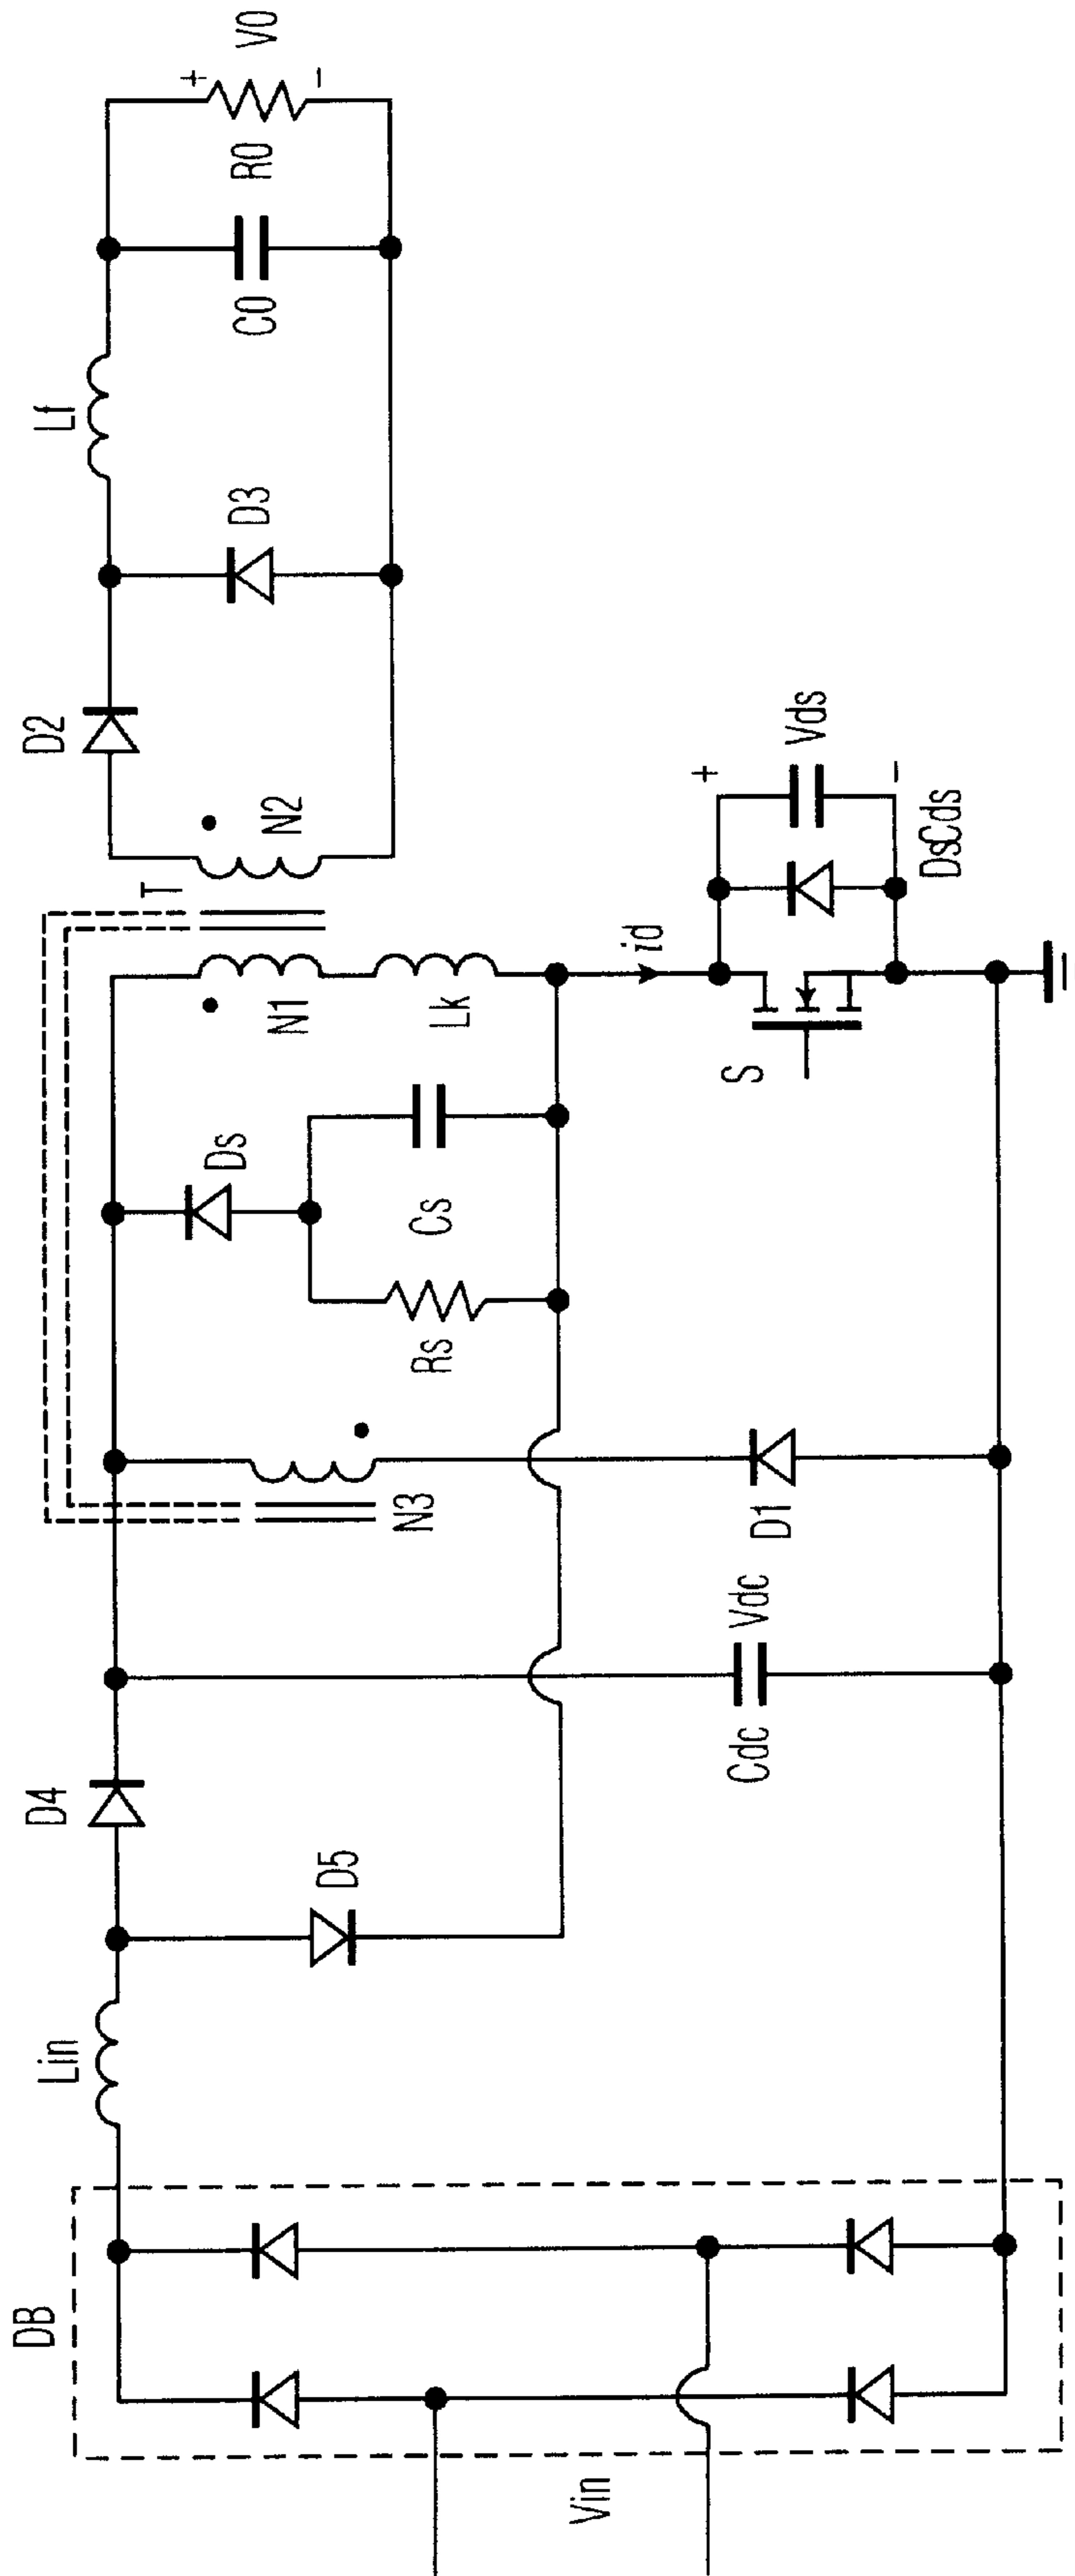 DB
Vin
Lin
D4
D5
Cdc
Vdc
N3
D1
Rs
Cs
Ds
N1
Lk
T
N2
id
S
DsCds
+
Vds
−
D2
D3
Lf
C0
R0
+
V0
−